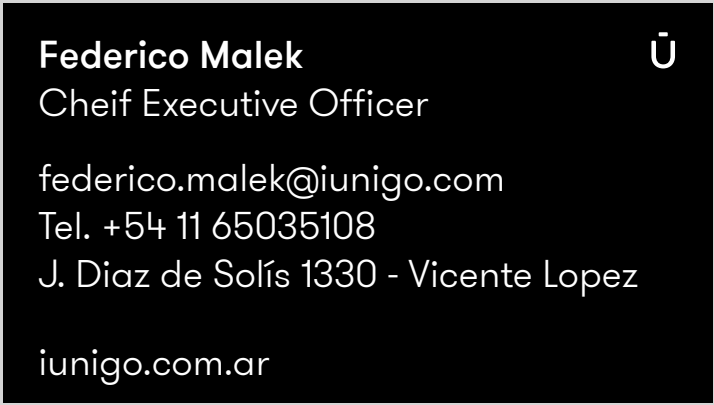 Federico Malek
Ū
Cheif Executive Officer
federico.malek@iunigo.com
Tel. +54 11 65035108
J. Diaz de Solís 1330 - Vicente Lopez
iunigo.com.ar